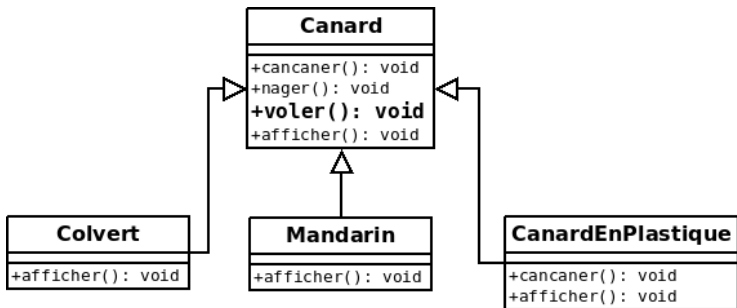 Canard
+cancaner(): void
+nager(): void
+voler(): void
+afficher(): void
Colvert
+afficher(): void
Mandarin
+afficher(): void
CanardEnPlastique
+cancaner(): void
+afficher(): void